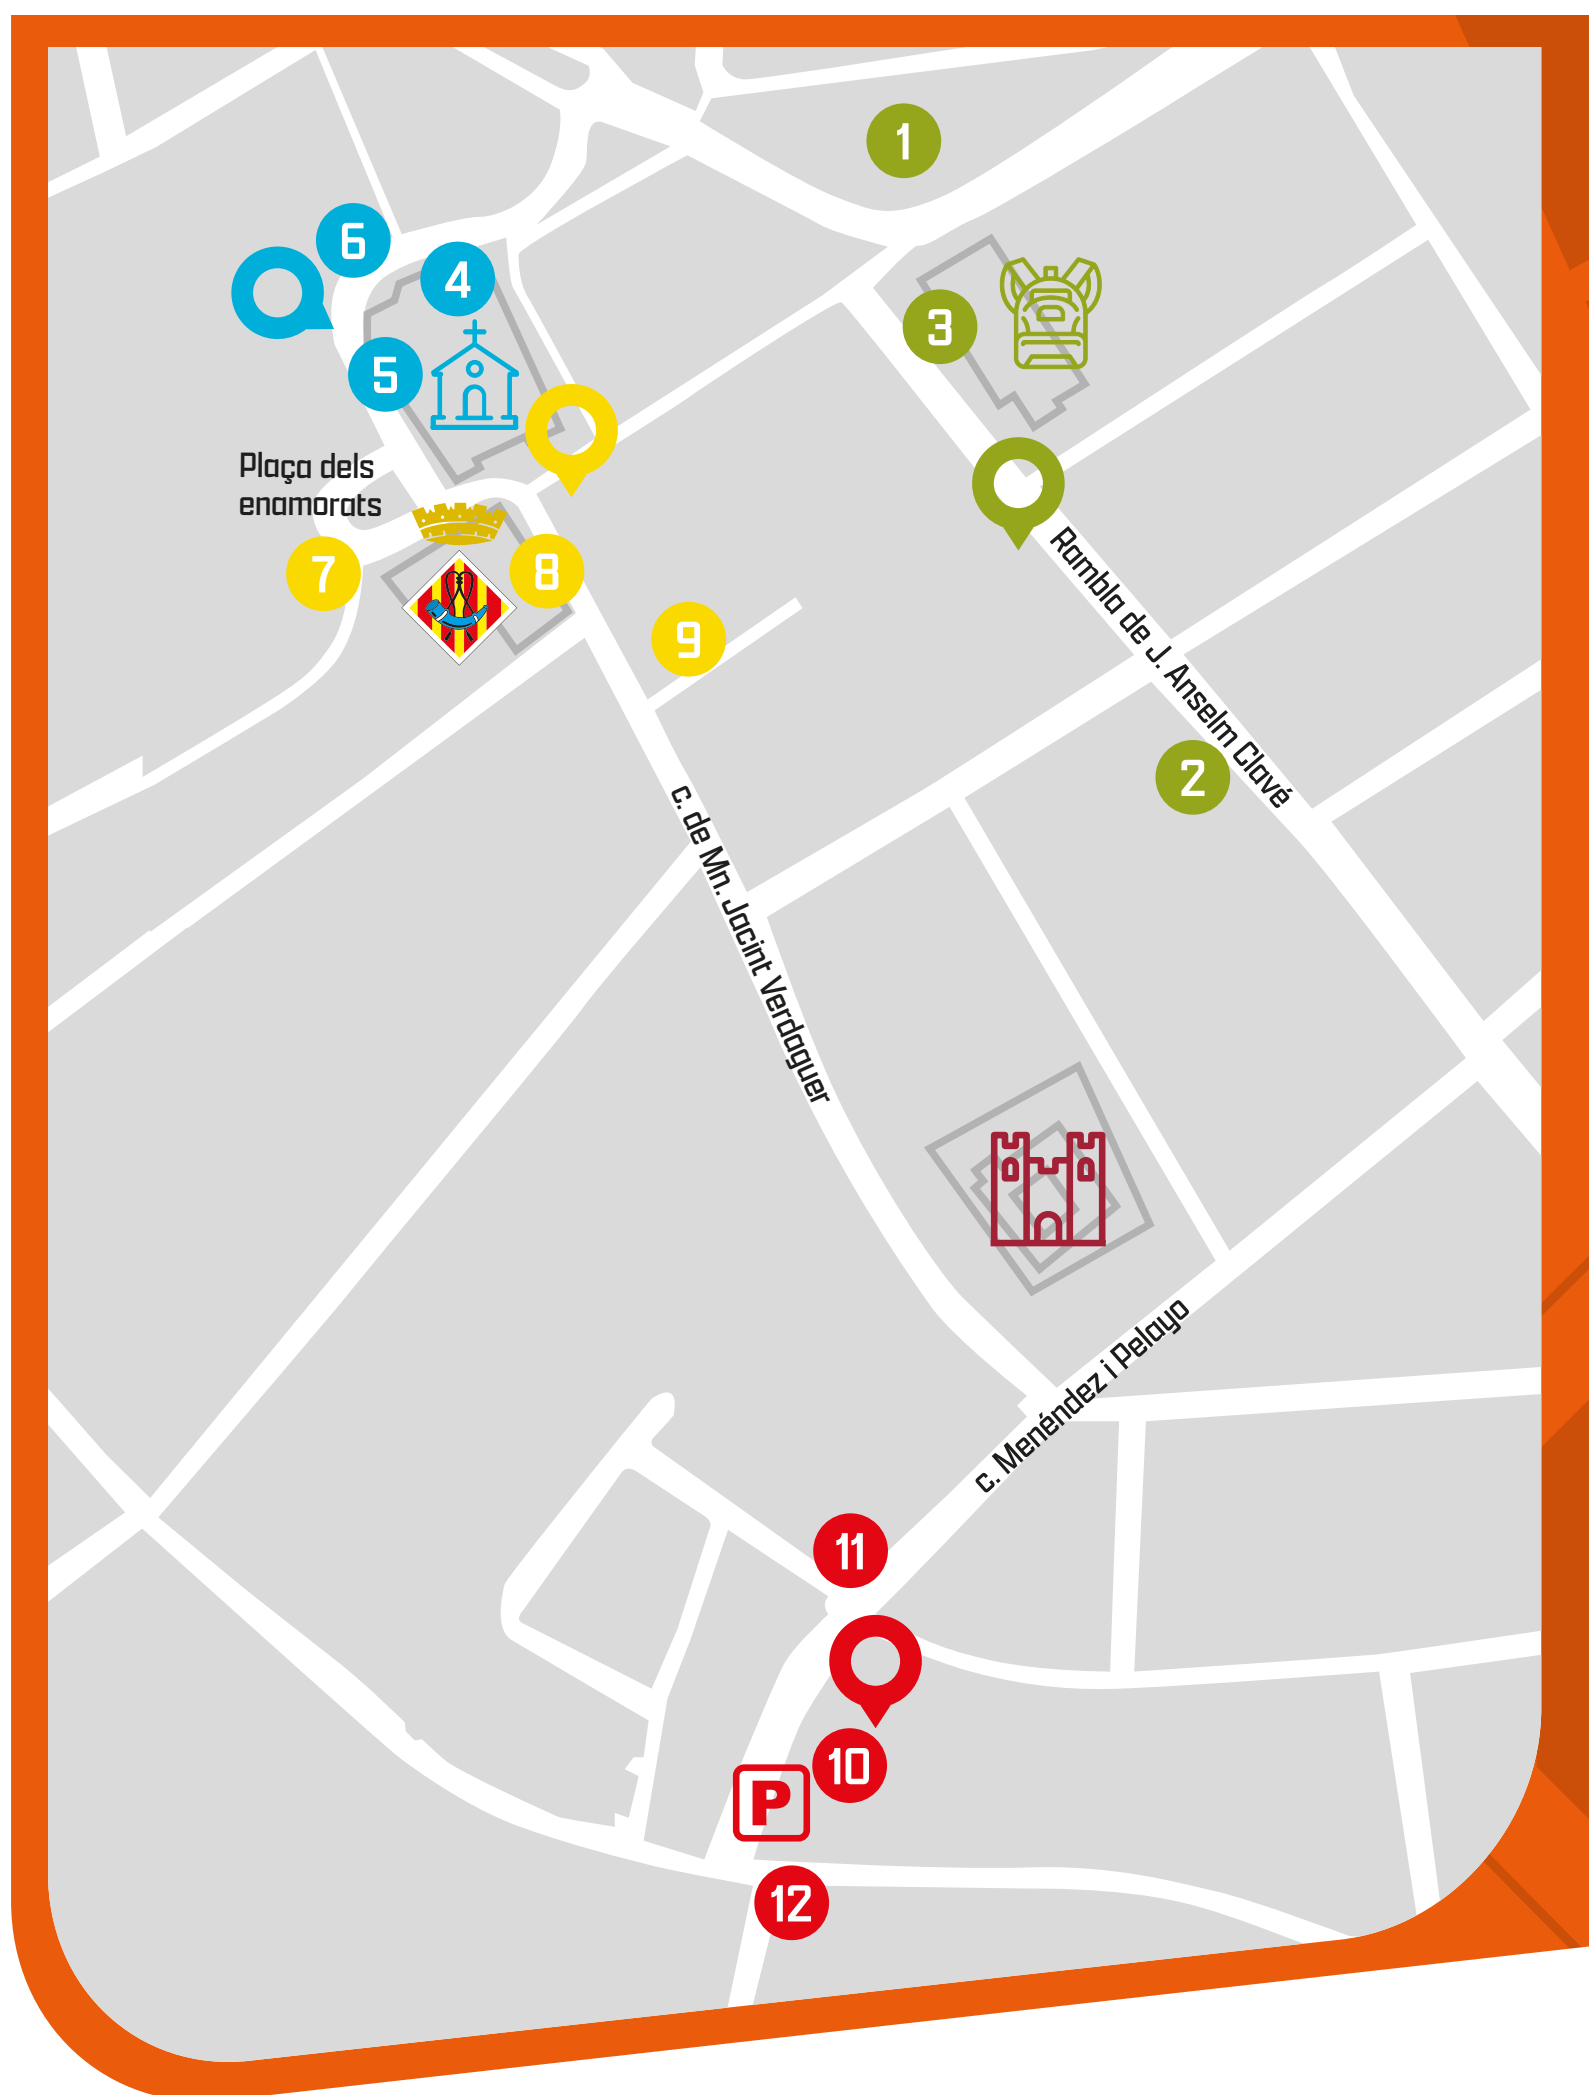 1
6
4
3
5
Plaça dels
enamorats
7
8
9
Rambla de J. Anselm Clavé
2
c. de Mn. Jacint Verdaguer
c. Menéndez i Pelayo
11
10
P
12